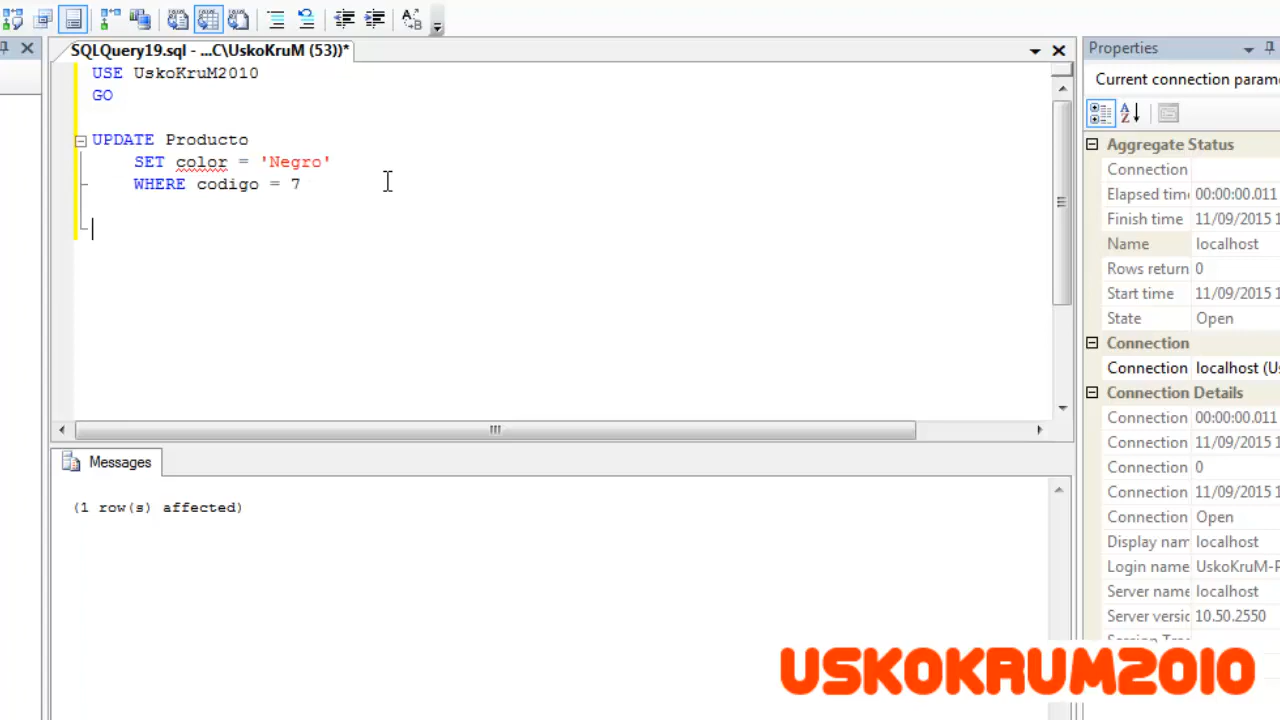 SQLQuery19.sql - ...C\UskoKruM (53))*
USE UskoKruM2010
GO
UPDATE Producto
SET color = 'Negro'
WHERE codigo = 7
Messages
(1 row(s) affected)
Properties
Current connection parame
Aggregate Status
Connection
Elapsed time 00:00:00.011
Finish time 11/09/2015 1
Name localhost
Rows return 0
Start time 11/09/2015 1
State Open
Connection
Connection localhost (Us
Connection Details
Connection 00:00:00.011
Connection 11/09/2015 1
Connection 0
Connection 11/09/2015 1
Connection Open
Display nam localhost
Login name UskoKruM-P
Server name localhost
Server versic 10.50.2550
USKOKRUM2010